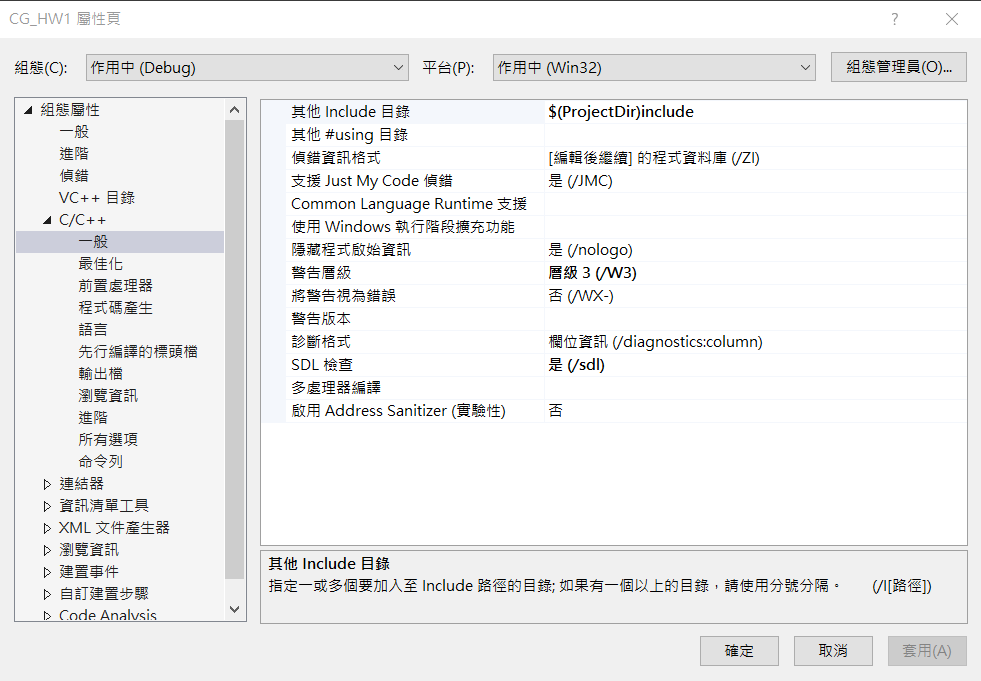 CG_HW1 屬性頁
組態(C): 作用中 (Debug) 平台(P): 作用中 (Win32) 組態管理員(O)...
組態屬性
一般
進階
偵錯
VC++ 目錄
C/C++
一般
最佳化
前置處理器
程式碼產生
語言
先行編譯的標頭檔
輸出檔
瀏覽資訊
進階
所有選項
命令列
連結器
資訊清單工具
XML 文件產生器
瀏覽資訊
建置事件
自訂建置步驟
Code Analysis
其他 Include 目錄 $(ProjectDir)include
其他 #using 目錄
偵錯資訊格式 [編輯後繼續] 的程式資料庫 (/ZI)
支援 Just My Code 偵錯 是 (/JMC)
Common Language Runtime 支援
使用 Windows 執行階段擴充功能
隱藏程式啟始資訊 是 (/nologo)
警告層級 層級 3 (/W3)
將警告視為錯誤 否 (/WX-)
警告版本
診斷格式 欄位資訊 (/diagnostics:column)
SDL 檢查 是 (/sdl)
多處理器編譯
啟用 Address Sanitizer (實驗性) 否
其他 Include 目錄
指定一或多個要加入至 Include 路徑的目錄; 如果有一個以上的目錄，請使用分號分隔。 (/I[路徑])
確定 取消 套用(A)